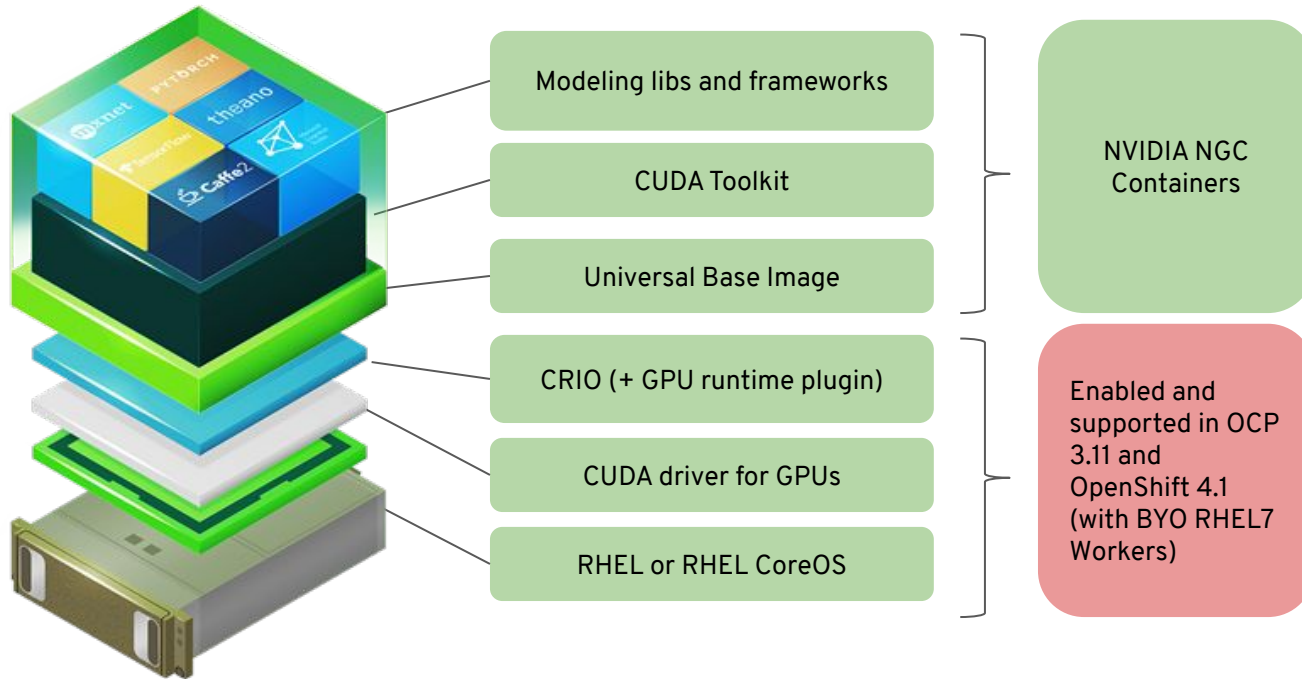 PYTORCH
mxnet
theano
TensorFlow
Caffe2
Modeling libs and frameworks
CUDA Toolkit
Universal Base Image
CRIO (+ GPU runtime plugin)
CUDA driver for GPUs
RHEL or RHEL CoreOS
NVIDIA NGC
Containers
Enabled and
supported in OCP
3.11 and
OpenShift 4.1
(with BYO RHEL7
Workers)